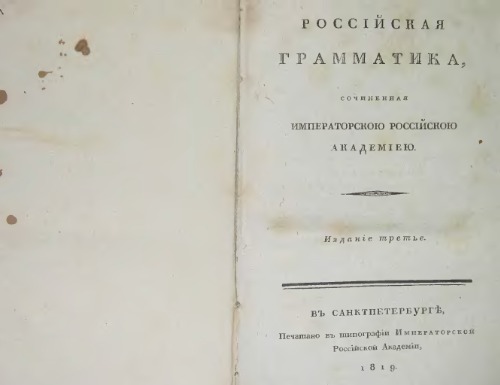 РОССІЙСКАЯ
ГРАММАТИКА,
СОЧИНЕННАЯ
ИМПЕРАТОРСКОЮ РОССІЙСКОЮ
АКАДЕМІЕЮ.
Изданіе третье.
ВЪ САНКТПЕТЕРБУРГѢ,
Печатано въ типографіи ИМПЕРАТОРСКОЙ
Россійской Академіи,
1819.